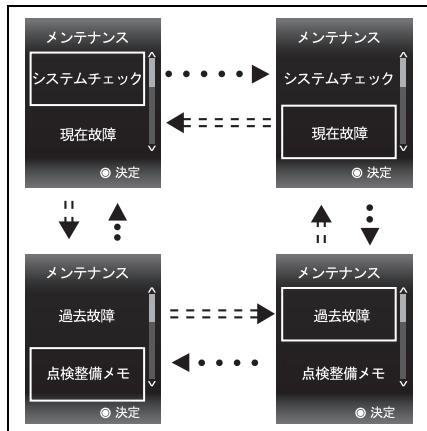 メンテナンス
システムチェック
現在故障
◎ 決定
メンテナンス
システムチェック
現在故障
◎ 決定
メンテナンス
過去故障
点検整備メモ
◎ 決定
メンテナンス
過去故障
点検整備メモ
◎ 決定